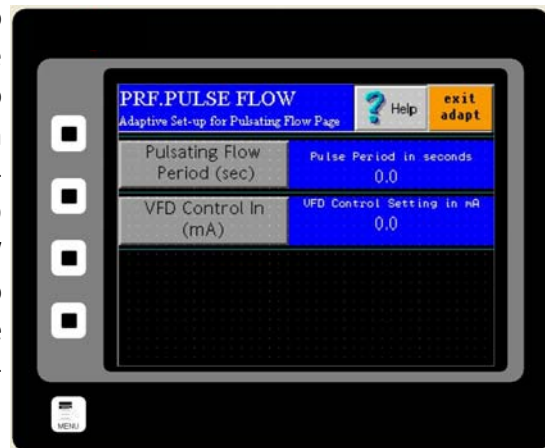 PRF.PULSE FLOW
Adaptive Set-up for Pulsating Flow Page
? Help
exit
adapt
Pulsating Flow
Period (sec)
Pulse Period in seconds
0.0
VFD Control In
(mA)
VFD Control Setting in mA
0.0
MENU